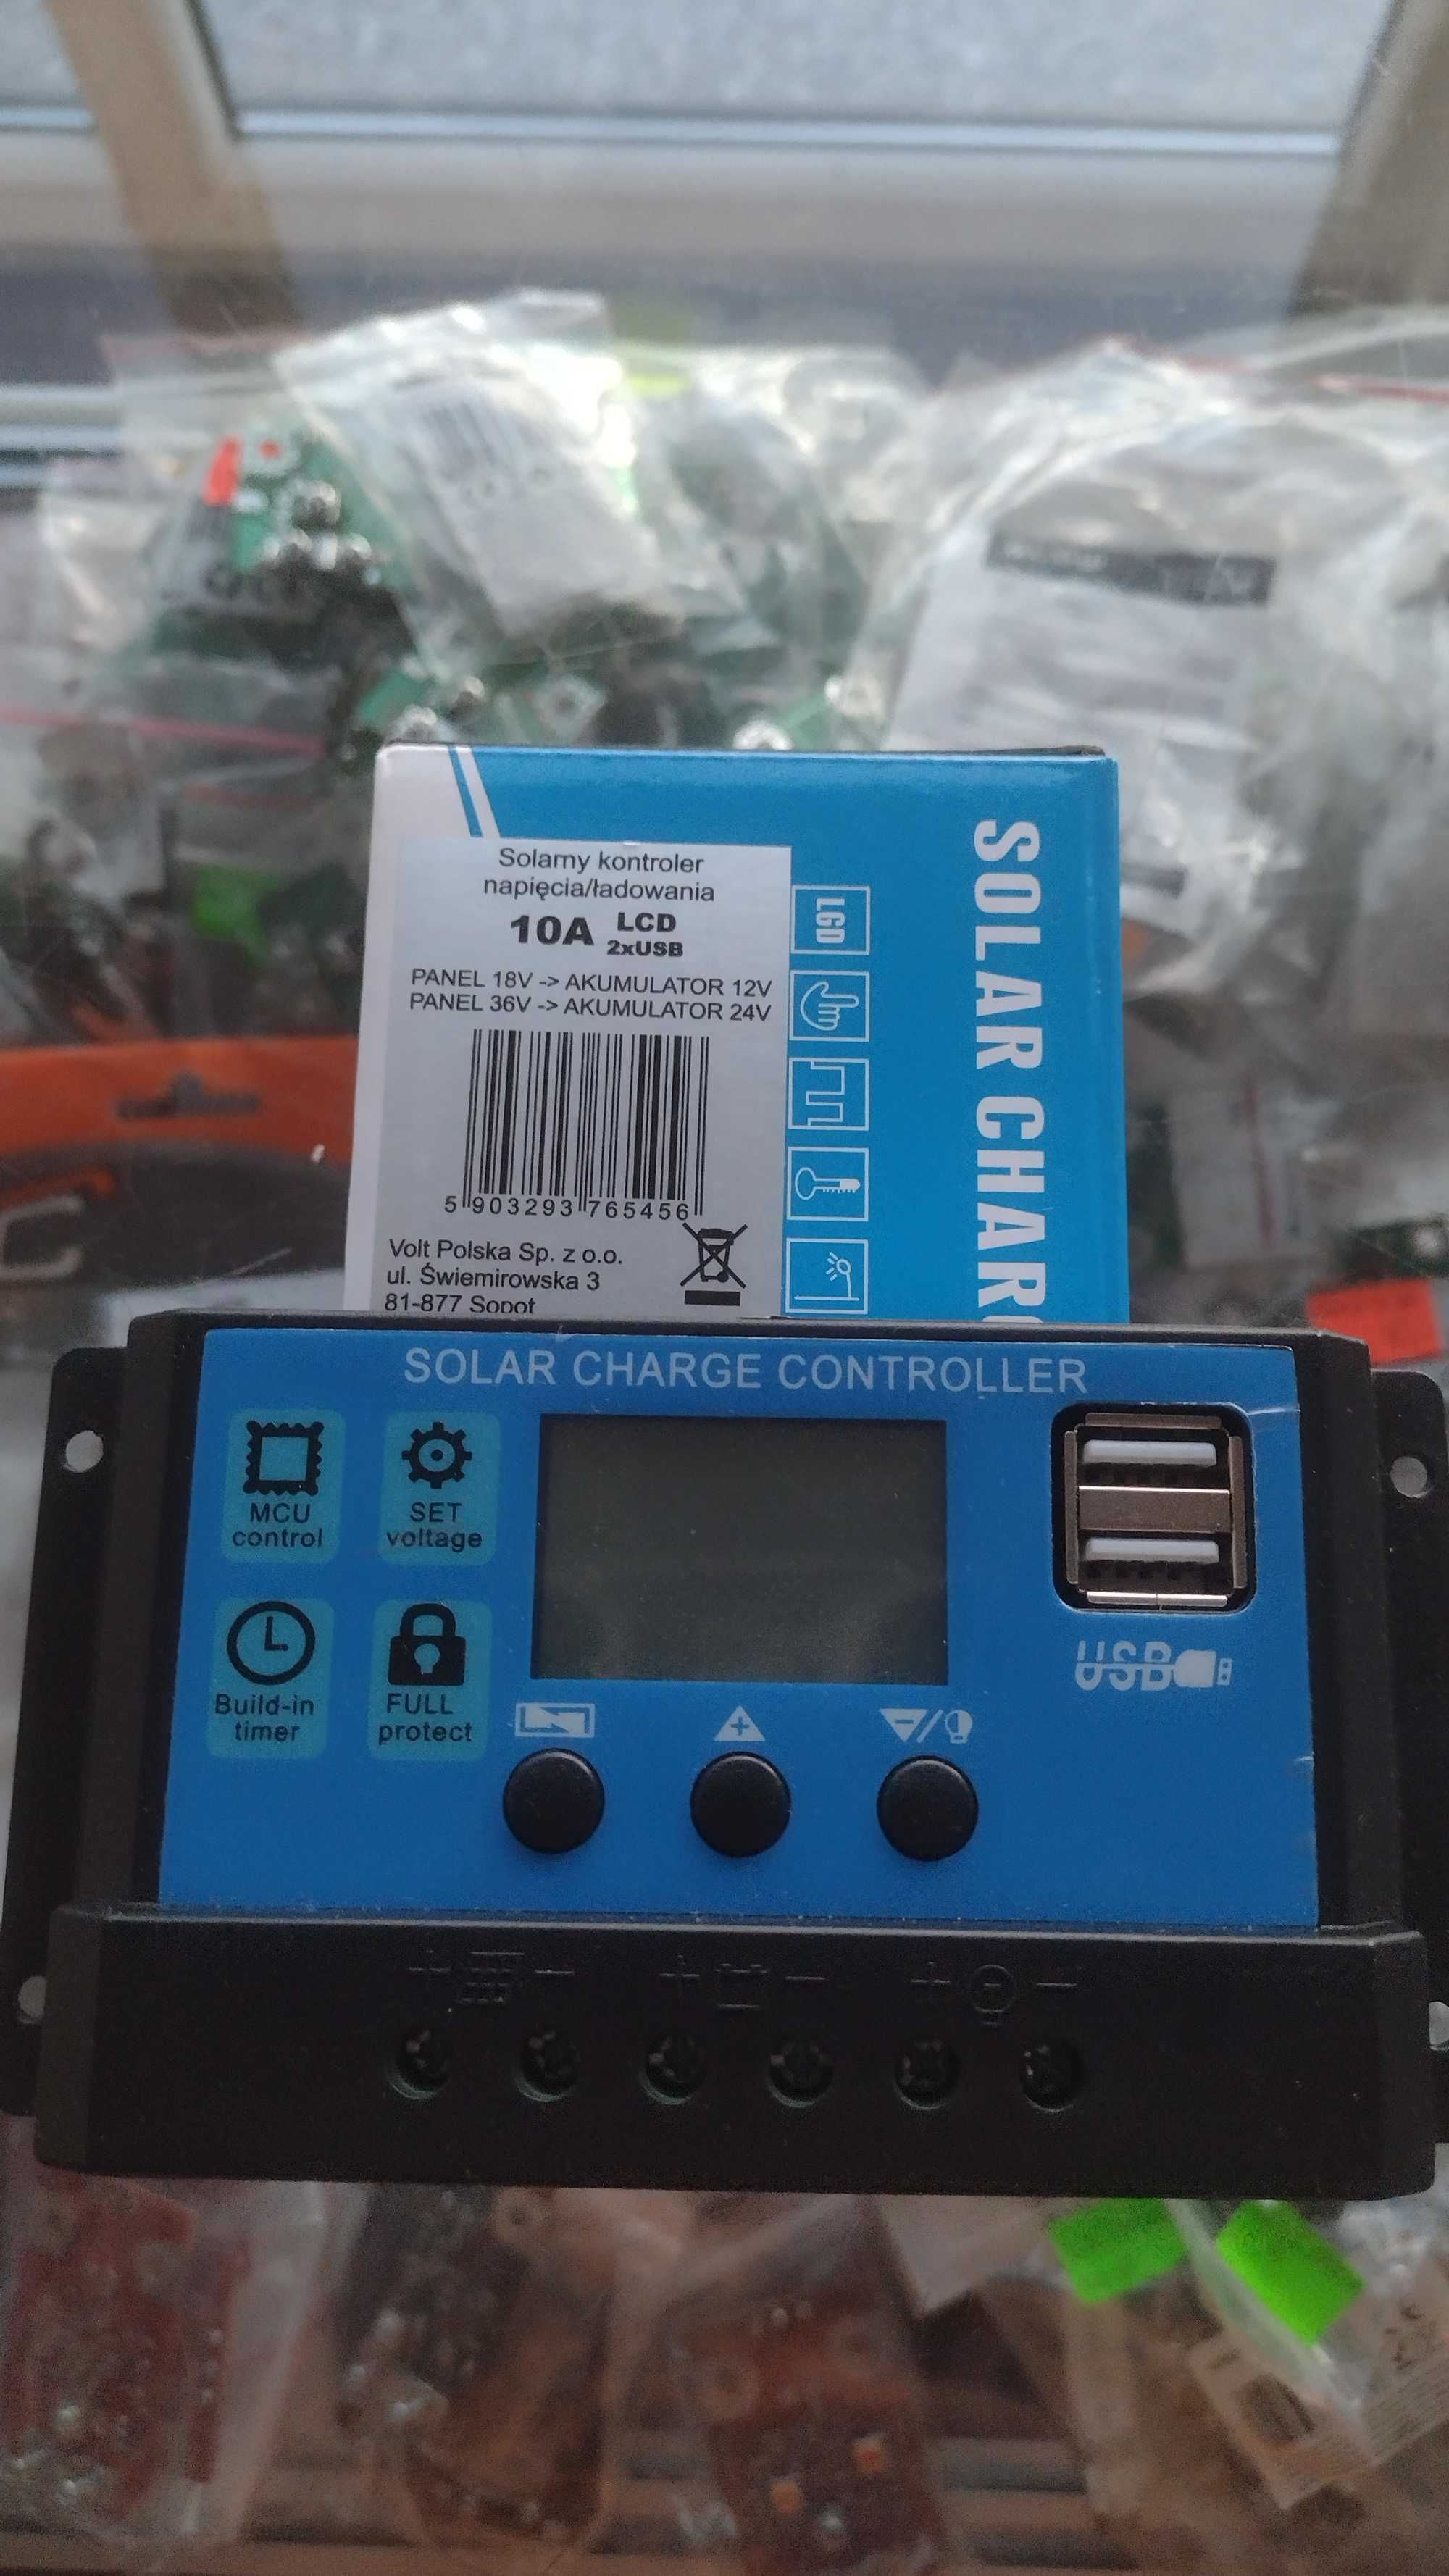 Solarny kontroler
napięcia/ładowania
10A LCD
2xUSB
PANEL 18V -> AKUMULATOR 12V
PANEL 36V -> AKUMULATOR 24V
5 903293 765456
Volt Polska Sp. z o.o.
ul. Świemirowska 3
81-877 Sopot
LCD
SOLAR CHARG
SOLAR CHARGE CONTROLLER
MCU
control
SET
voltage
Build-in
timer
FULL
protect
USB